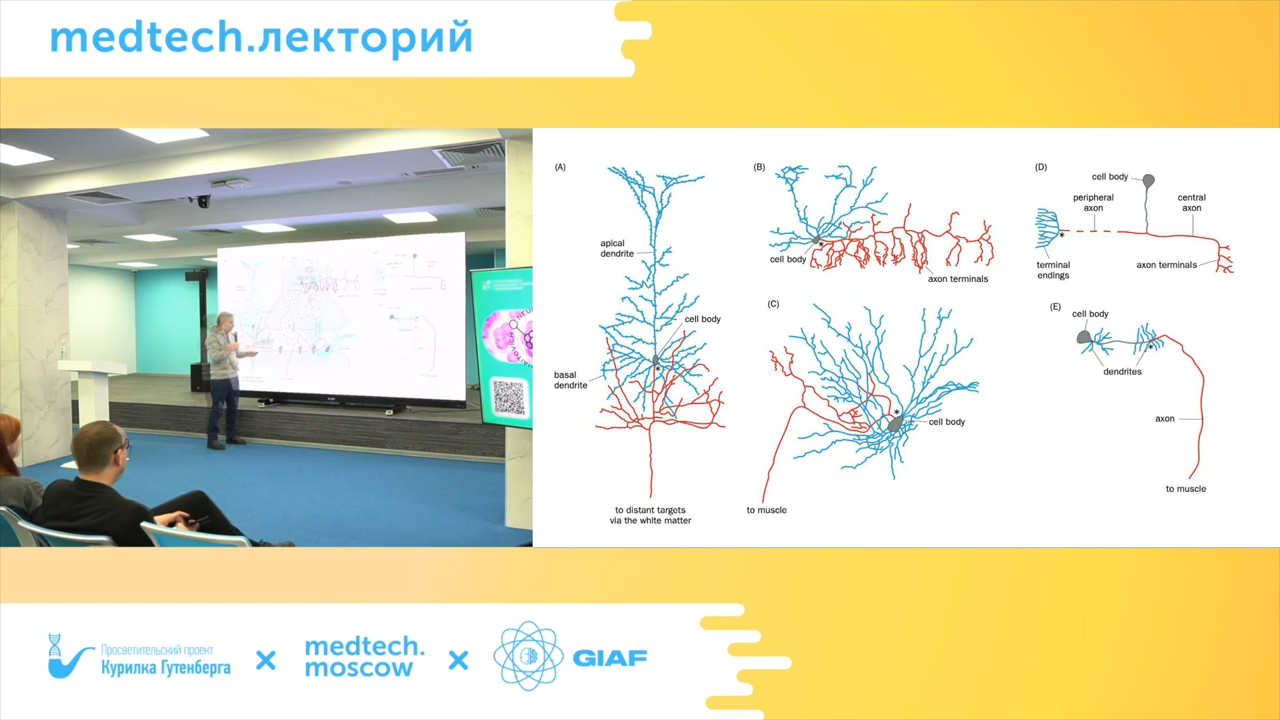 medtech.лекторий
(A)
apical
dendrite
cell body
basal
dendrite
to distant targets
via the white matter
(B)
cell body
axon terminals
(C)
cell body
to muscle
(D)
cell body
peripheral
axon
central
axon
terminal
endings
axon terminals
(E)
cell body
dendrites
axon
to muscle
Просветительский проект
Курилка Гутенберга
medtech.
moscow
GIAF